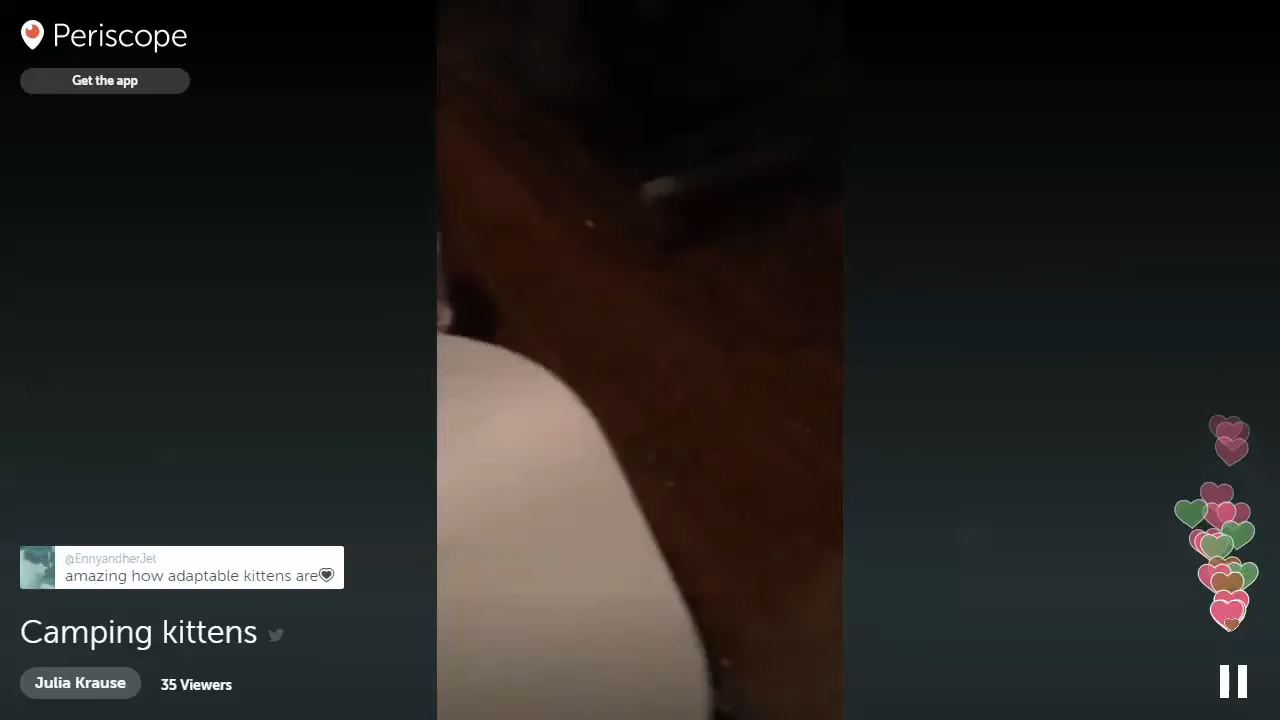 Periscope
Get the app
@EnnyandherJet
amazing how adaptable kittens are
Camping kittens
Julia Krause
35 Viewers